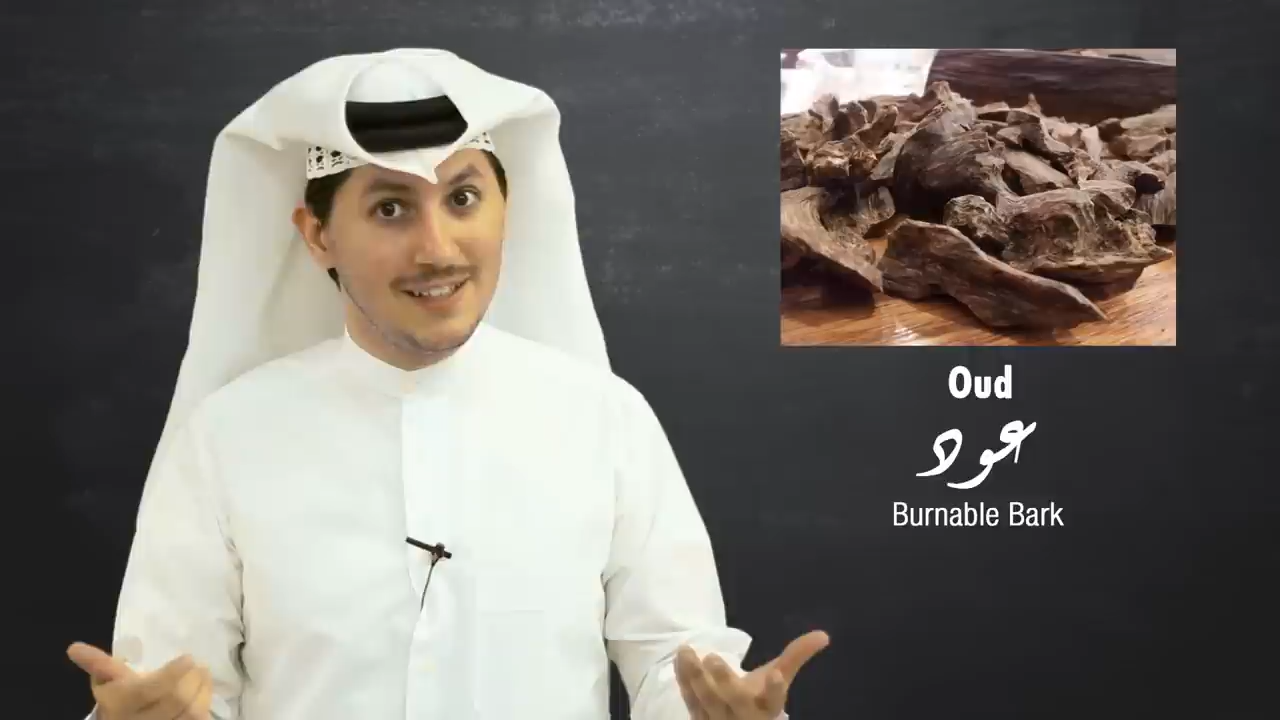 Oud
عود
Burnable Bark